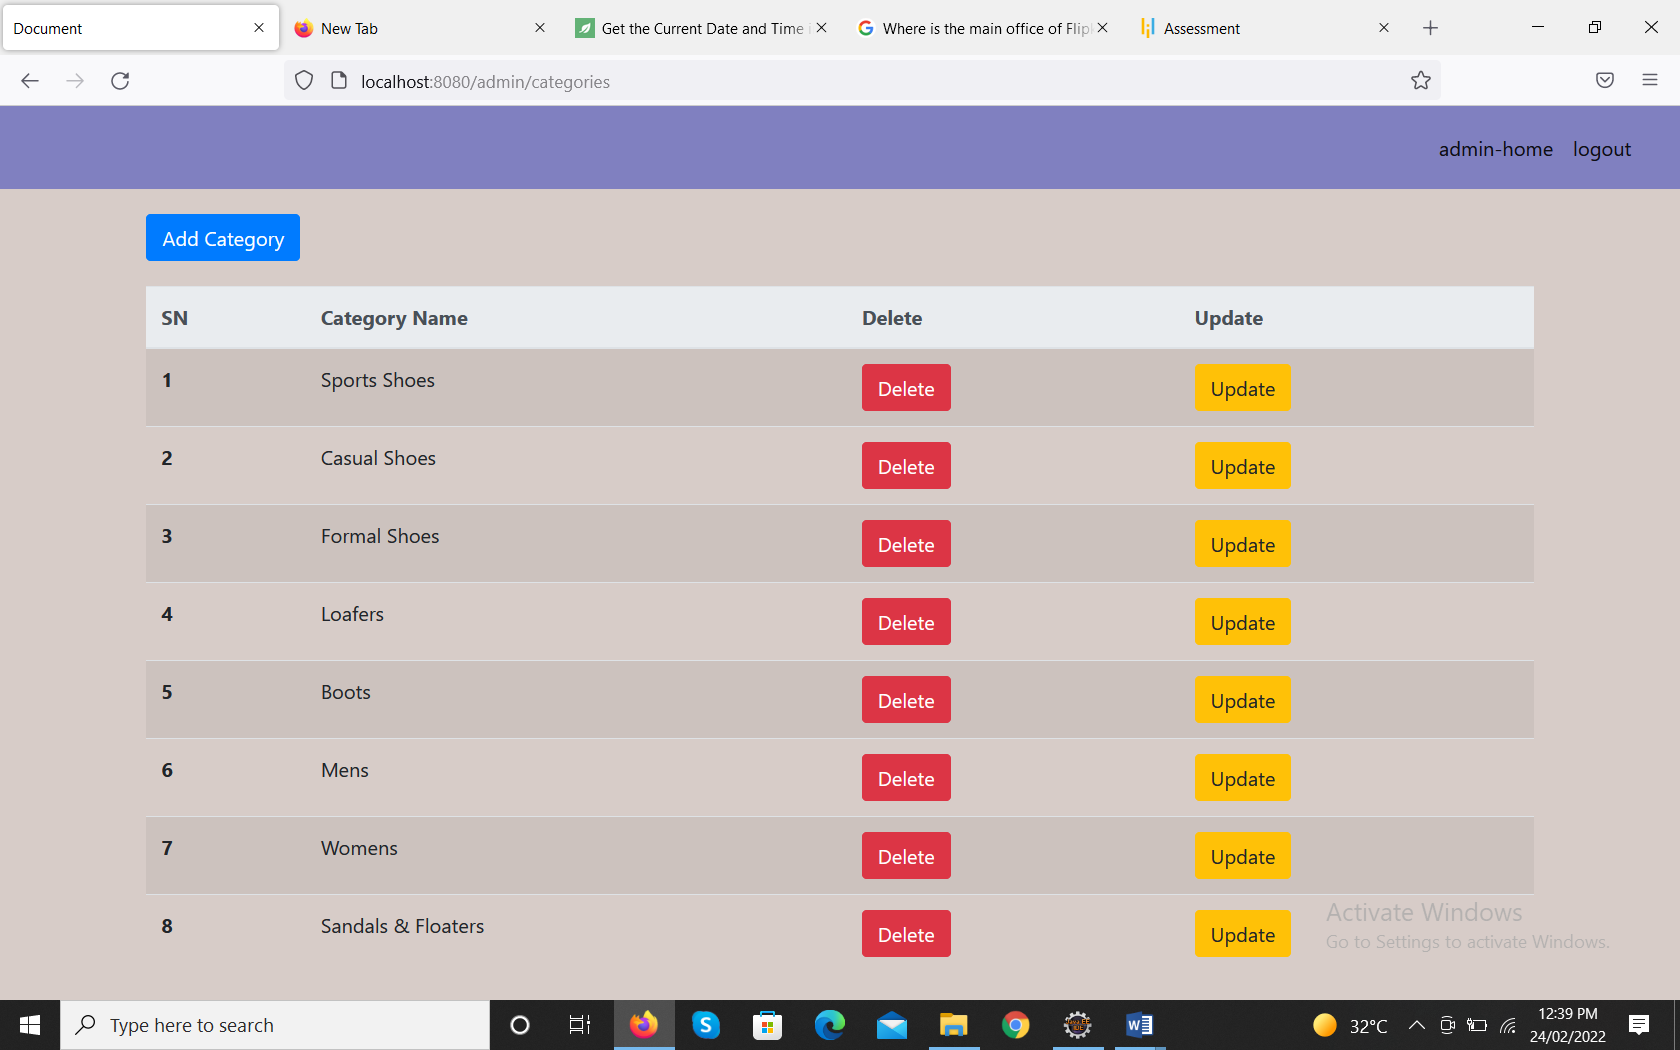 Document
New Tab
Get the Current Date and Time i
Where is the main office of Flip
Assessment
localhost:8080/admin/categories
admin-home logout
Add Category
SN Category Name Delete Update
1 Sports Shoes Delete Update
2 Casual Shoes Delete Update
3 Formal Shoes Delete Update
4 Loafers Delete Update
5 Boots Delete Update
6 Mens Delete Update
7 Womens Delete Update
8 Sandals & Floaters Delete Update
Activate Windows
Go to Settings to activate Windows.
Type here to search
32°C
12:39 PM
24/02/2022